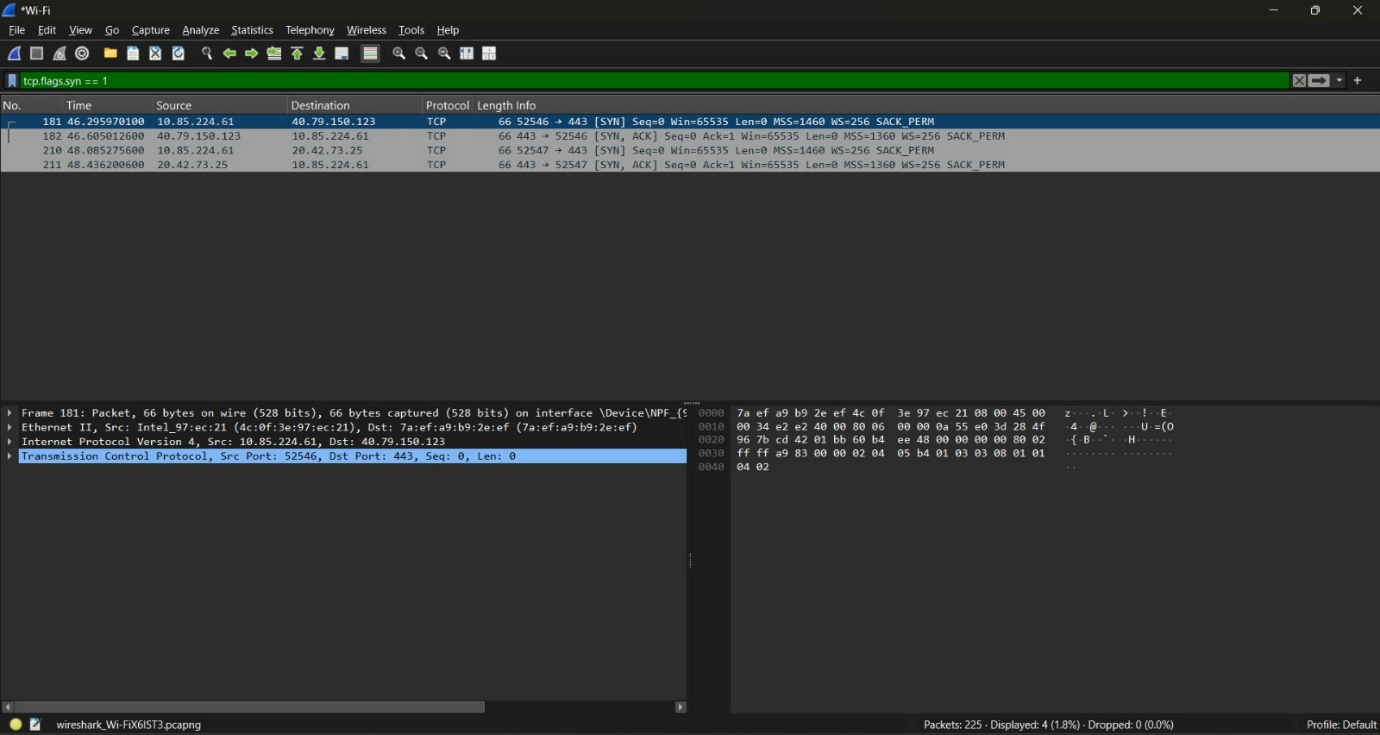 *Wi-Fi
File Edit View Go Capture Analyze Statistics Telephony Wireless Tools Help
tcp.flags.syn == 1
No. Time Source Destination Protocol Length Info
181 46.295970100 10.85.224.61 40.79.150.123 TCP 66 52546 → 443 [SYN] Seq=0 Win=65535 Len=0 MSS=1460 WS=256 SACK_PERM
182 46.605012600 40.79.150.123 10.85.224.61 TCP 66 443 → 52546 [SYN, ACK] Seq=0 Ack=1 Win=65535 Len=0 MSS=1360 WS=256 SACK_PERM
210 48.085275600 10.85.224.61 20.42.73.25 TCP 66 52547 → 443 [SYN] Seq=0 Win=65535 Len=0 MSS=1460 WS=256 SACK_PERM
211 48.436200600 20.42.73.25 10.85.224.61 TCP 66 443 → 52547 [SYN, ACK] Seq=0 Ack=1 Win=65535 Len=0 MSS=1360 WS=256 SACK_PERM
Frame 181: Packet, 66 bytes on wire (528 bits), 66 bytes captured (528 bits) on interface \Device\NPF_{9
Ethernet II, Src: Intel_97:ec:21 (4c:0f:3e:97:ec:21), Dst: 7a:ef:a9:b9:2e:ef (7a:ef:a9:b9:2e:ef)
Internet Protocol Version 4, Src: 10.85.224.61, Dst: 40.79.150.123
Transmission Control Protocol, Src Port: 52546, Dst Port: 443, Seq: 0, Len: 0
0000 7a ef a9 b9 2e ef 4c 0f 3e 97 ec 21 08 00 45 00 z···.·L· >··!··E·
0010 00 34 e2 e2 40 00 80 06 00 00 0a 55 e0 3d 28 4f ·4··@··· ···U·=(O
0020 96 7b cd 42 01 bb 60 b4 ee 48 00 00 00 00 80 02 ·{·B··`· ·H······
0030 ff ff a9 83 00 00 02 04 05 b4 01 03 03 08 01 01 ········ ········
0040 04 02 ··
wireshark_Wi-FiX6IST3.pcapng
Packets: 225 · Displayed: 4 (1.8%) · Dropped: 0 (0.0%)
Profile: Default